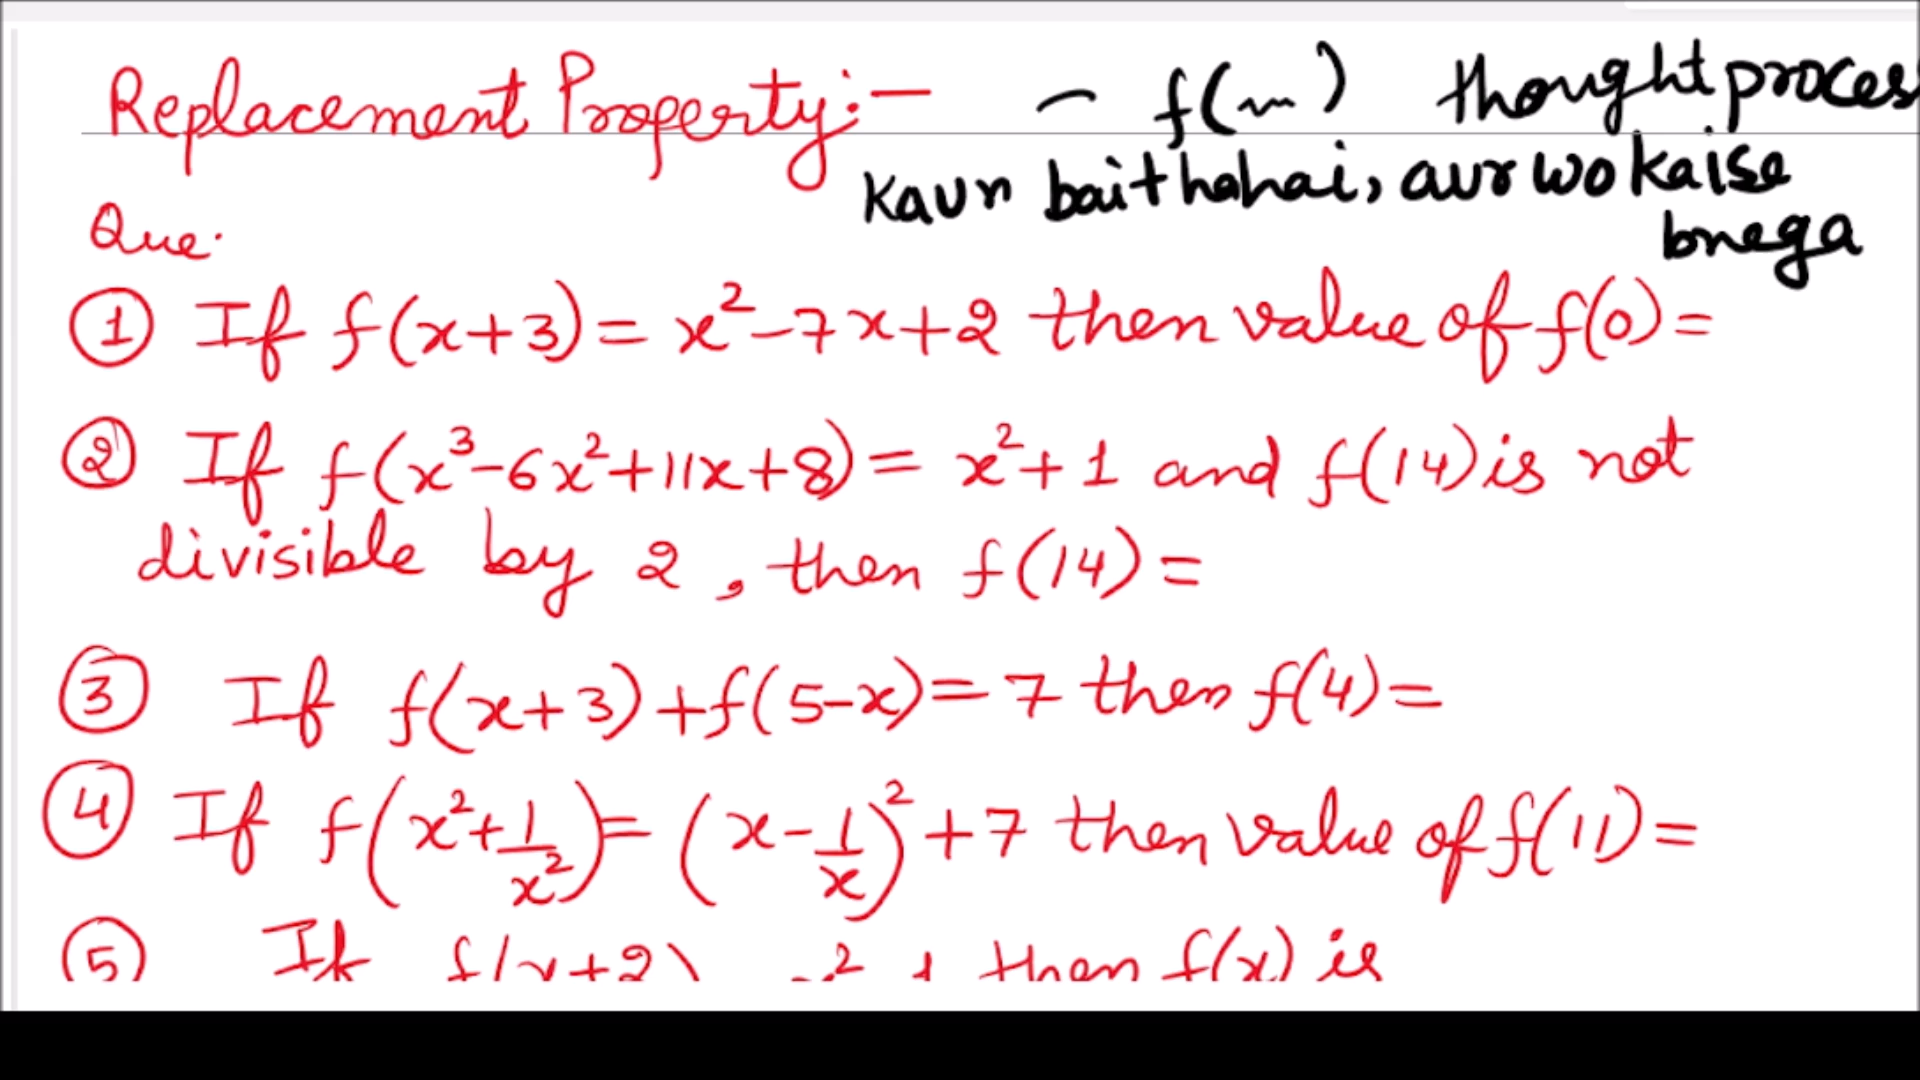 Replacement Property:- - f(m) thought proces
kaun baithahai, aur wo kaise
bnega
Que.
① If f(x+3) = x²-7x+2 then value of f(0) =
② If f(x³-6x²+11x+8) = x²+1 and f(14) is not
divisible by 2, then f(14) =
③ If f(x+3)+f(5-x) = 7 then f(4) =
④ If f(x²+1/x²) = (x-1/x)²+7 then value of f(11) =
⑤ If f(x+2) then f(x) is